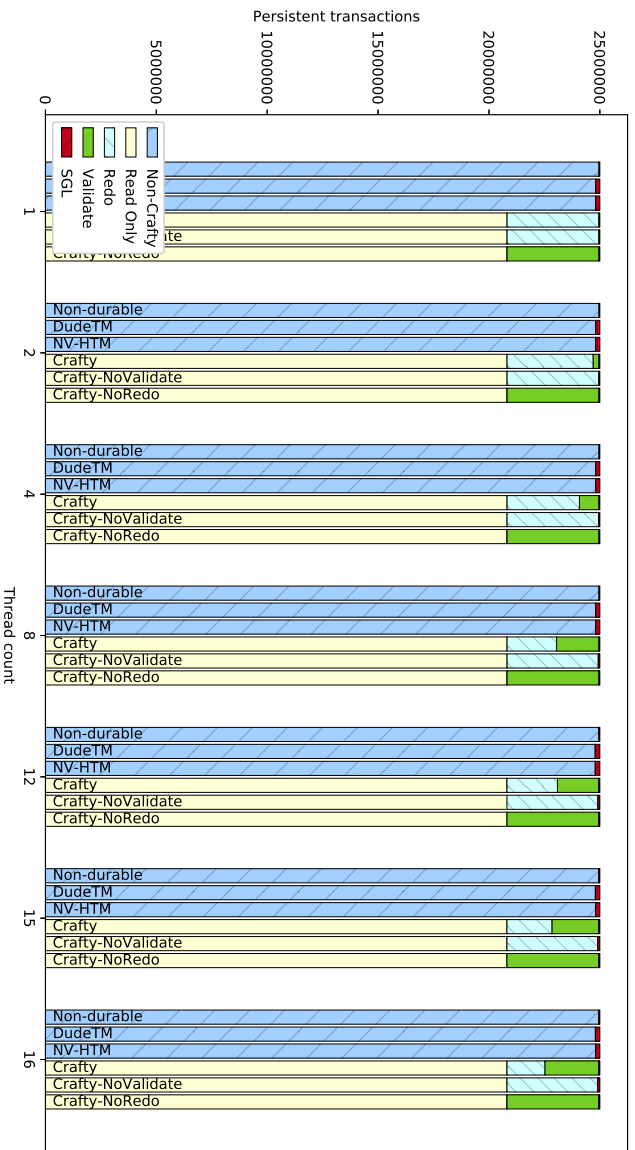 Persistent transactions
0
5000000
10000000
15000000
20000000
25000000
Non-Crafty
Read Only
Redo
Validate
SGL
Crafty-NoRedo
1
Non-durable
DudeTM
NV-HTM
Crafty
Crafty-NoValidate
Crafty-NoRedo
2
Non-durable
DudeTM
NV-HTM
Crafty
Crafty-NoValidate
Crafty-NoRedo
4
Non-durable
DudeTM
NV-HTM
Crafty
Crafty-NoValidate
Crafty-NoRedo
8
Non-durable
DudeTM
NV-HTM
Crafty
Crafty-NoValidate
Crafty-NoRedo
12
Non-durable
DudeTM
NV-HTM
Crafty
Crafty-NoValidate
Crafty-NoRedo
15
Non-durable
DudeTM
NV-HTM
Crafty
Crafty-NoValidate
Crafty-NoRedo
16
Thread count